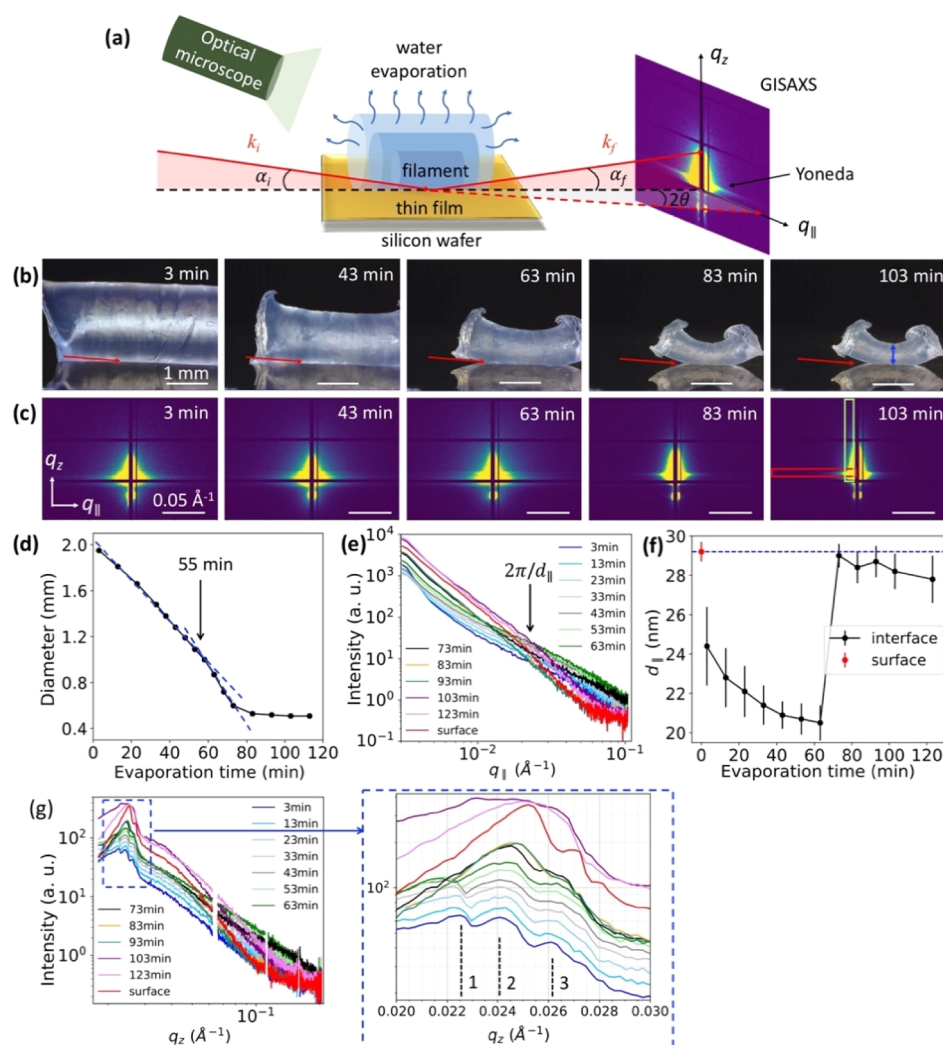 (a)
Optical
microscope
water
evaporation
k_i
α_i
filament
thin film
silicon wafer
k_f
α_f
2θ
q_z
GISAXS
Yoneda
q_∥
(b)
3 min
43 min
63 min
83 min
103 min
1 mm
(c)
3 min
43 min
63 min
83 min
103 min
q_z
q_∥
0.05 Å⁻¹
(d)
Diameter (mm)
2.0
1.6
1.2
0.8
0.4
55 min
0 20 40 60 80 100 120
Evaporation time (min)
(e)
Intensity (a. u.)
10⁴
10³
10²
10¹
10⁰
10⁻¹
2π/d_∥
3min
13min
23min
33min
43min
53min
63min
73min
83min
93min
103min
123min
surface
10⁻² 10⁻¹
q_∥ (Å⁻¹)
(f)
d_∥ (nm)
30
28
26
24
22
20
interface
surface
0 20 40 60 80 100 120
Evaporation time (min)
(g)
Intensity (a. u.)
10²
10¹
10⁰
3min
13min
23min
33min
43min
53min
63min
73min
83min
93min
103min
123min
surface
10⁻¹
q_z (Å⁻¹)
10²
1
2
3
0.020 0.022 0.024 0.026 0.028 0.030
q_z (Å⁻¹)